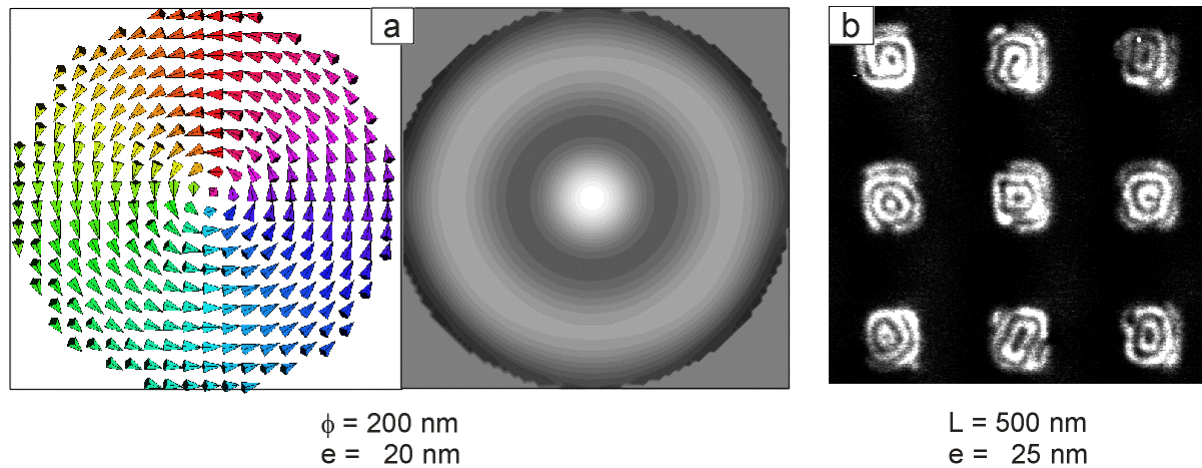 a
b
ϕ = 200 nm
e = 20 nm
L = 500 nm
e = 25 nm